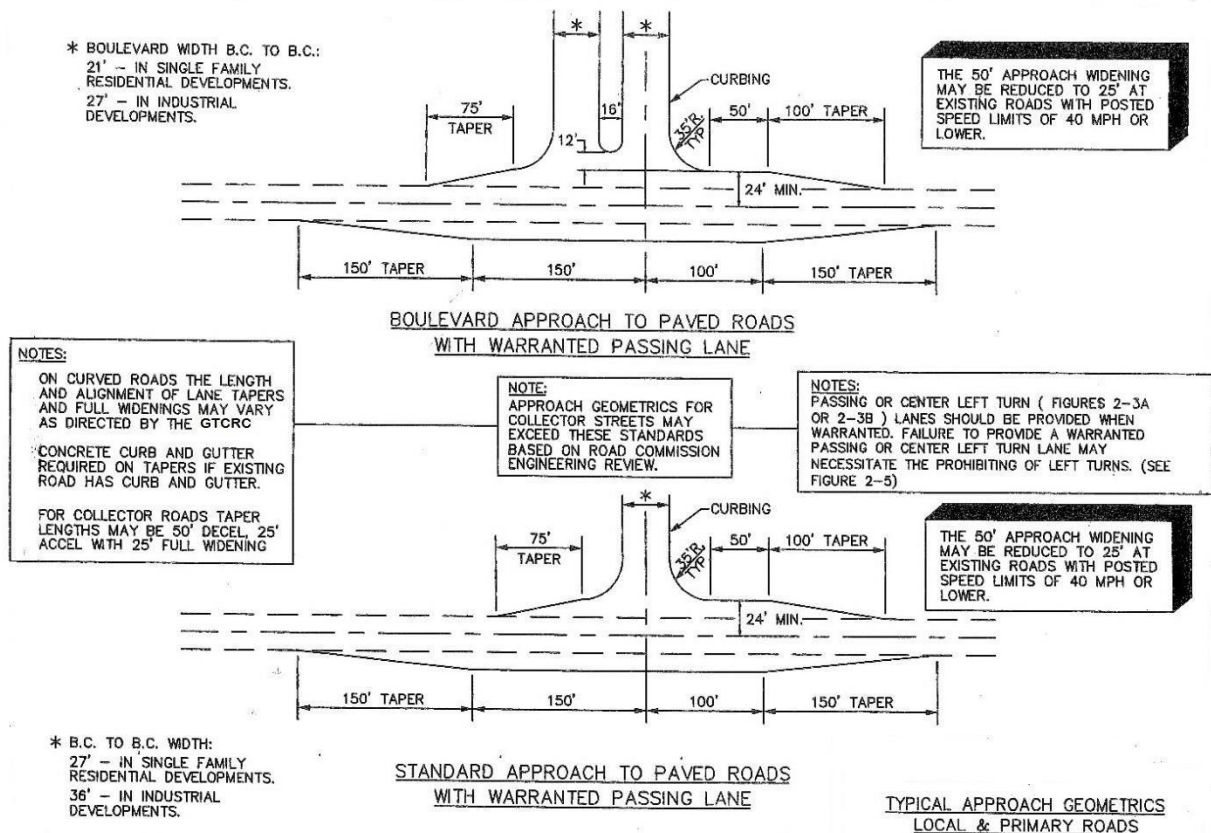 * BOULEVARD WIDTH B.C. TO B.C.:
21' - IN SINGLE FAMILY
RESIDENTIAL DEVELOPMENTS.
27' - IN INDUSTRIAL
DEVELOPMENTS.
*
*
CURBING
75'
TAPER
16'
12'
35'R.
TYP
50'
100' TAPER
24' MIN.
THE 50' APPROACH WIDENING
MAY BE REDUCED TO 25' AT
EXISTING ROADS WITH POSTED
SPEED LIMITS OF 40 MPH OR
LOWER.
150' TAPER
150'
100'
150' TAPER
BOULEVARD APPROACH TO PAVED ROADS
WITH WARRANTED PASSING LANE
NOTES:
ON CURVED ROADS THE LENGTH
AND ALIGNMENT OF LANE TAPERS
AND FULL WIDENINGS MAY VARY
AS DIRECTED BY THE GTCRC
CONCRETE CURB AND GUTTER
REQUIRED ON TAPERS IF EXISTING
ROAD HAS CURB AND GUTTER.
FOR COLLECTOR ROADS TAPER
LENGTHS MAY BE 50' DECEL, 25'
ACCEL WITH 25' FULL WIDENING
NOTE:
APPROACH GEOMETRICS FOR
COLLECTOR STREETS MAY
EXCEED THESE STANDARDS
BASED ON ROAD COMMISSION
ENGINEERING REVIEW.
NOTES:
PASSING OR CENTER LEFT TURN ( FIGURES 2-3A
OR 2-3B ) LANES SHOULD BE PROVIDED WHEN
WARRANTED. FAILURE TO PROVIDE A WARRANTED
PASSING OR CENTER LEFT TURN LANE MAY
NECESSITATE THE PROHIBITING OF LEFT TURNS. (SEE
FIGURE 2-5)
*
CURBING
75'
TAPER
35'R.
TYP
50'
100' TAPER
24' MIN.
THE 50' APPROACH WIDENING
MAY BE REDUCED TO 25' AT
EXISTING ROADS WITH POSTED
SPEED LIMITS OF 40 MPH OR
LOWER.
150' TAPER
150'
100'
150' TAPER
* B.C. TO B.C. WIDTH:
27' - IN SINGLE FAMILY
RESIDENTIAL DEVELOPMENTS.
36' - IN INDUSTRIAL
DEVELOPMENTS.
STANDARD APPROACH TO PAVED ROADS
WITH WARRANTED PASSING LANE
TYPICAL APPROACH GEOMETRICS
LOCAL & PRIMARY ROADS